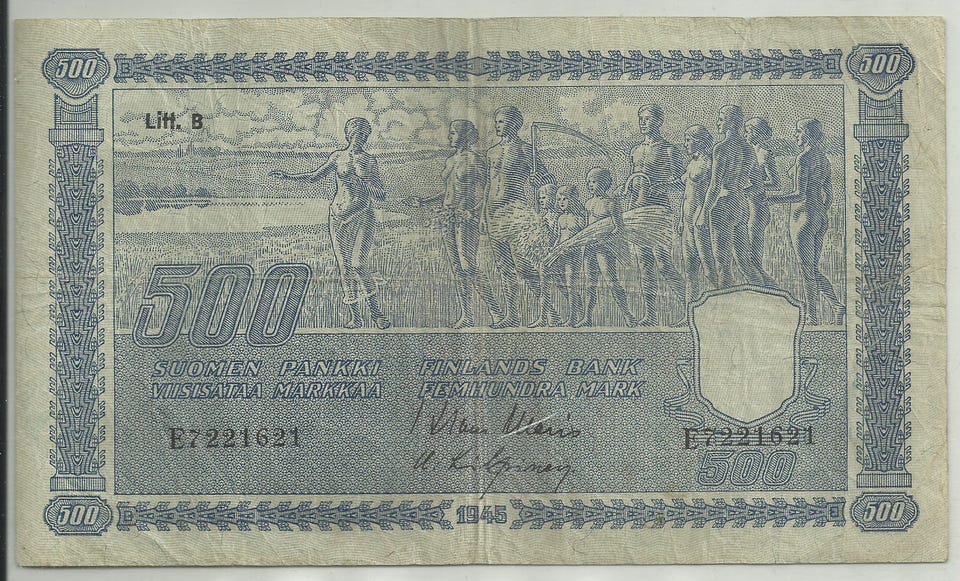 500 500
Litt. B
500
SUOMEN PANKKI FINLANDS BANK
VIISISATAA MARKKAA FEMHUNDRA MARK
E7221621 E7221621
500
500 1945 500